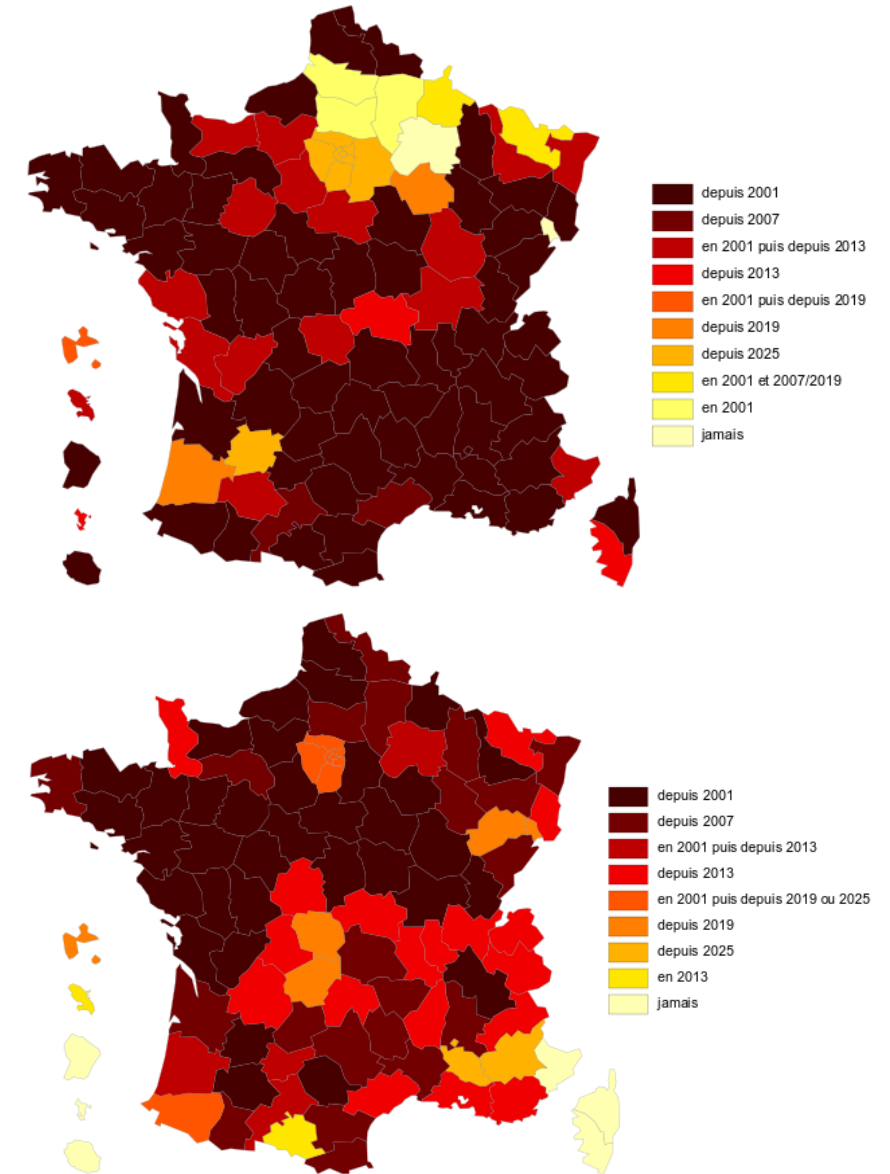 depuis 2001
depuis 2007
en 2001 puis depuis 2013
depuis 2013
en 2001 puis depuis 2019
depuis 2019
depuis 2025
en 2001 et 2007/2019
en 2001
jamais
depuis 2001
depuis 2007
en 2001 puis depuis 2013
depuis 2013
en 2001 puis depuis 2019 ou 2025
depuis 2019
depuis 2025
en 2013
jamais